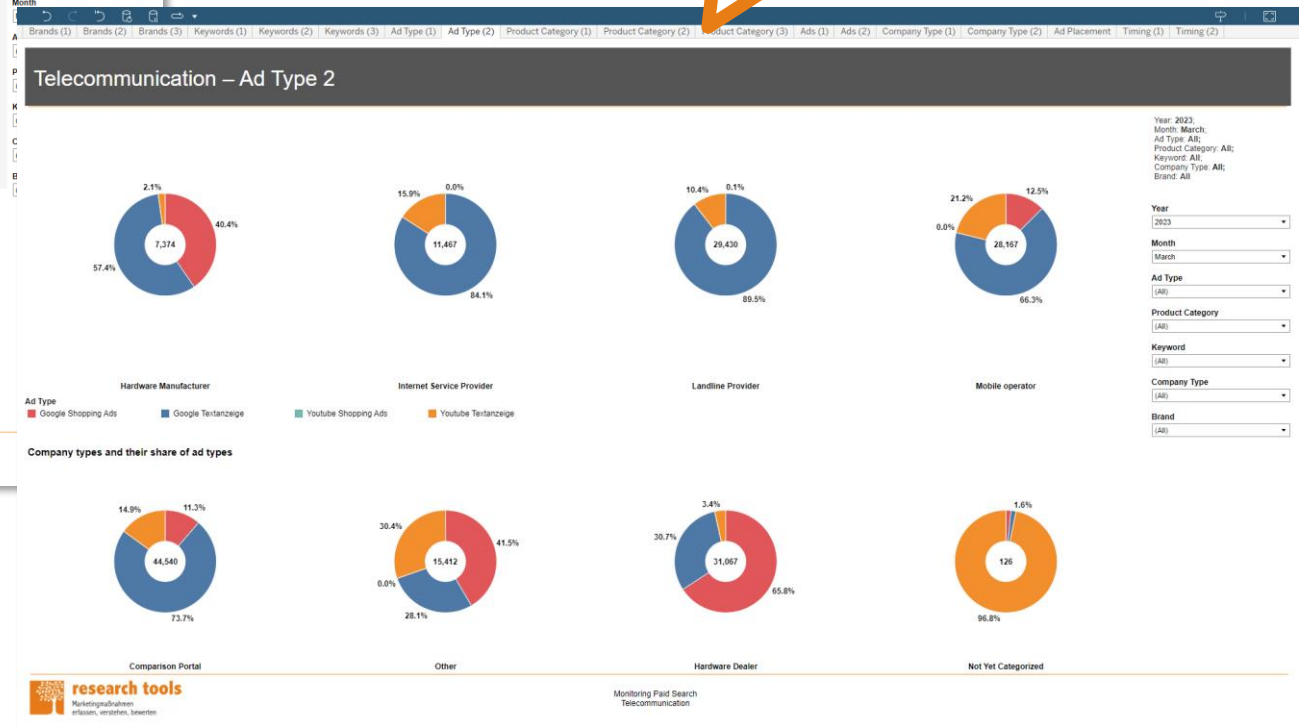 Month
A
P
K
C
B
Brands (1) Brands (2) Brands (3) Keywords (1) Keywords (2) Keywords (3) Ad Type (1) Ad Type (2) Product Category (1) Product Category (2) Product Category (3) Ads (1) Ads (2) Company Type (1) Company Type (2) Ad Placement Timing (1) Timing (2)
Telecommunication – Ad Type 2
Year: 2023;
Month: March;
Ad Type: All;
Product Category: All;
Keyword: All;
Company Type: All;
Brand: All
Year
2023
Month
March
Ad Type
(All)
Product Category
(All)
Keyword
(All)
Company Type
(All)
Brand
(All)
2.1%
40.4%
7,374
57.4%
15.9% 0.0%
11,467
84.1%
10.4% 0.1%
29,430
89.5%
21.2% 12.5%
0.0%
28,167
66.3%
Hardware Manufacturer Internet Service Provider Landline Provider Mobile operator
Ad Type
Google Shopping Ads Google Textanzeige Youtube Shopping Ads Youtube Textanzeige
Company types and their share of ad types
14.9% 11.3%
44,540
73.7%
30.4%
41.5%
15,412
0.0%
28.1%
3.4%
30.7%
31,067
65.8%
1.6%
126
96.8%
Comparison Portal Other Hardware Dealer Not Yet Categorized
research tools
Marketingmaßnahmen
erfassen, verstehen, bewerten
Monitoring Paid Search
Telecommunication